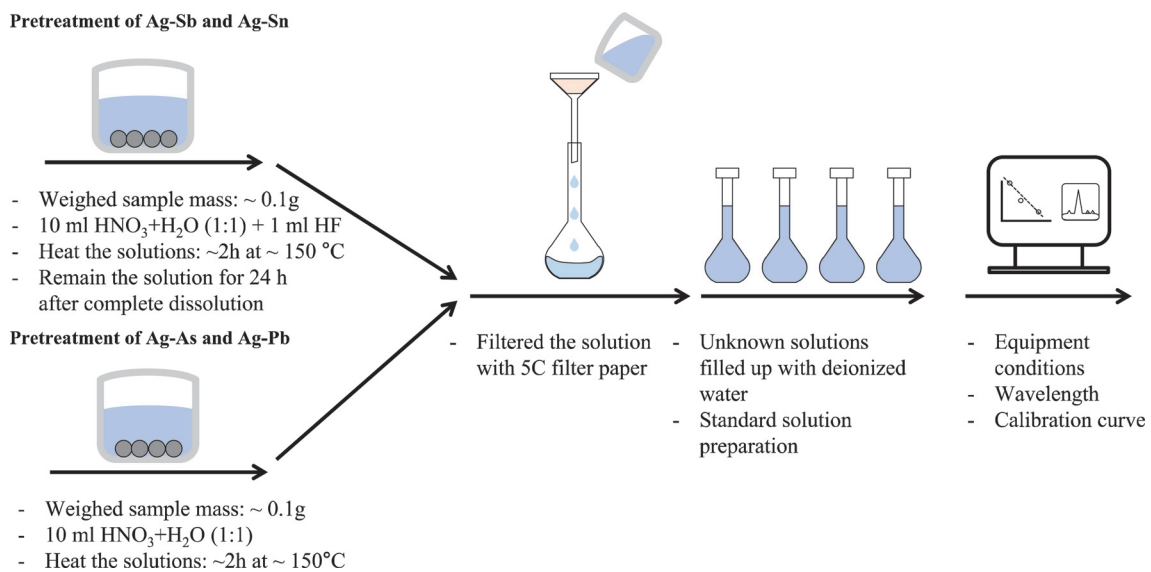 Pretreatment of Ag-Sb and Ag-Sn
- Weighed sample mass: ~ 0.1g
- 10 ml HNO₃+H₂O (1:1) + 1 ml HF
- Heat the solutions: ~2h at ~ 150 °C
- Remain the solution for 24 h
after complete dissolution
Pretreatment of Ag-As and Ag-Pb
- Weighed sample mass: ~ 0.1g
- 10 ml HNO₃+H₂O (1:1)
- Heat the solutions: ~2h at ~ 150°C
- Filtered the solution
with 5C filter paper
- Unknown solutions
filled up with deionized
water
- Standard solution
preparation
- Equipment
conditions
- Wavelength
- Calibration curve